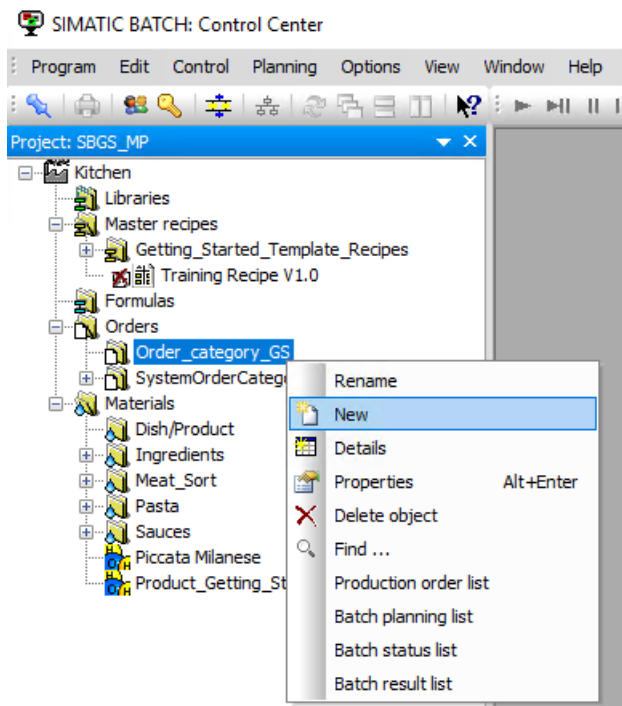 SIMATIC BATCH: Control Center
Program Edit Control Planning Options View Window Help
Project: SBGS_MP
Kitchen
Libraries
Master recipes
Getting_Started_Template_Recipes
Training Recipe V1.0
Formulas
Orders
Order_category_GS
SystemOrderCatego
Materials
Dish/Product
Ingredients
Meat_Sort
Pasta
Sauces
Piccata Milanese
Product_Getting_St
Rename
New
Details
Properties Alt+Enter
Delete object
Find ...
Production order list
Batch planning list
Batch status list
Batch result list